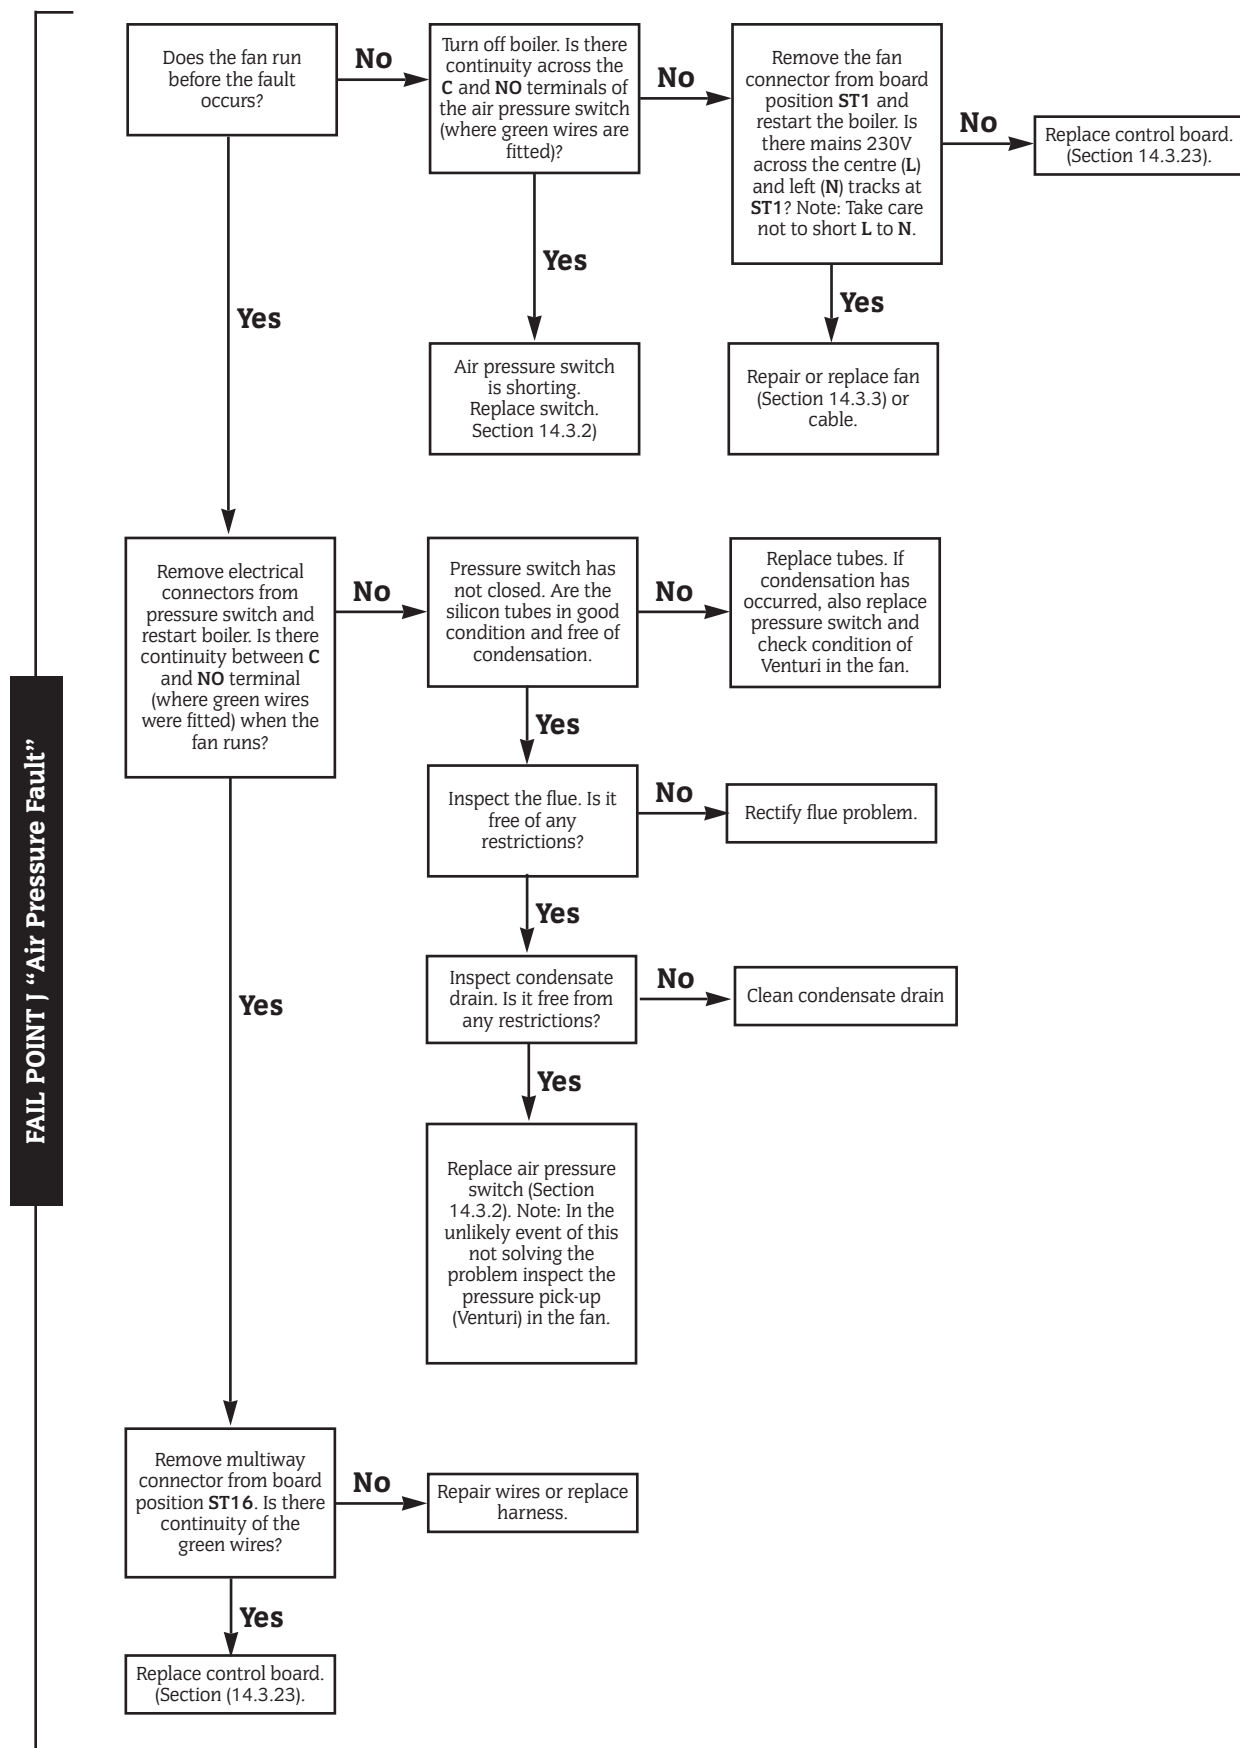 FAIL POINT J “Air Pressure Fault”
Does the fan run
before the fault
occurs?
No
Turn off boiler. Is there
continuity across the
C and NO terminals of
the air pressure switch
(where green wires are
fitted)?
No
Remove the fan
connector from board
position ST1 and
restart the boiler. Is
there mains 230V
across the centre (L)
and left (N) tracks at
ST1? Note: Take care
not to short L to N.
No
Replace control board.
(Section 14.3.23).
Yes
Yes
Yes
Air pressure switch
is shorting.
Replace switch.
Section 14.3.2)
Repair or replace fan
(Section 14.3.3) or
cable.
Remove electrical
connectors from
pressure switch and
restart boiler. Is there
continuity between C
and NO terminal
(where green wires
were fitted) when the
fan runs?
No
Pressure switch has
not closed. Are the
silicon tubes in good
condition and free of
condensation.
No
Replace tubes. If
condensation has
occurred, also replace
pressure switch and
check condition of
Venturi in the fan.
Yes
Inspect the flue. Is it
free of any
restrictions?
No
Rectify flue problem.
Yes
Inspect condensate
drain. Is it free from
any restrictions?
No
Clean condensate drain
Yes
Yes
Replace air pressure
switch (Section
14.3.2). Note: In the
unlikely event of this
not solving the
problem inspect the
pressure pick-up
(Venturi) in the fan.
Remove multiway
connector from board
position ST16. Is there
continuity of the
green wires?
No
Repair wires or replace
harness.
Yes
Replace control board.
(Section (14.3.23).